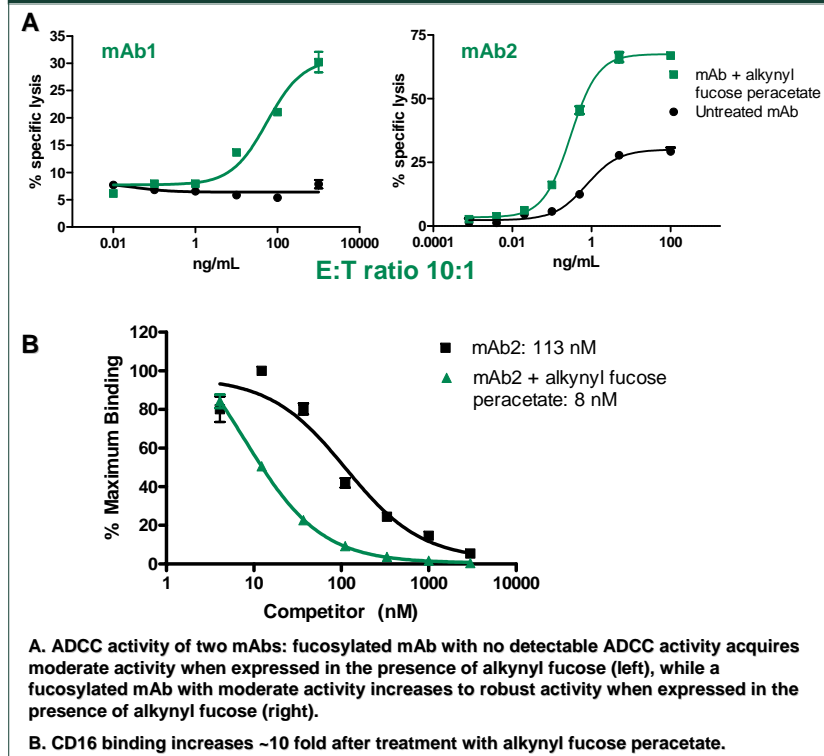 A
mAb1
% specific lysis
35
30
25
20
15
10
5
0
0.01
1
100
10000
ng/mL
mAb2
% specific lysis
75
50
25
0
0.0001
0.02
1
100
ng/mL
mAb + alkynyl
fucose peracetate
Untreated mAb
E:T ratio 10:1
B
% Maximum Binding
120
100
80
60
40
20
0
1
10
100
1000
10000
Competitor (nM)
mAb2: 113 nM
mAb2 + alkynyl fucose
peracetate: 8 nM
A. ADCC activity of two mAbs: fucosylated mAb with no detectable ADCC activity acquires
moderate activity when expressed in the presence of alkynyl fucose (left), while a
fucosylated mAb with moderate activity increases to robust activity when expressed in the
presence of alkynyl fucose (right).
B. CD16 binding increases ~10 fold after treatment with alkynyl fucose peracetate.